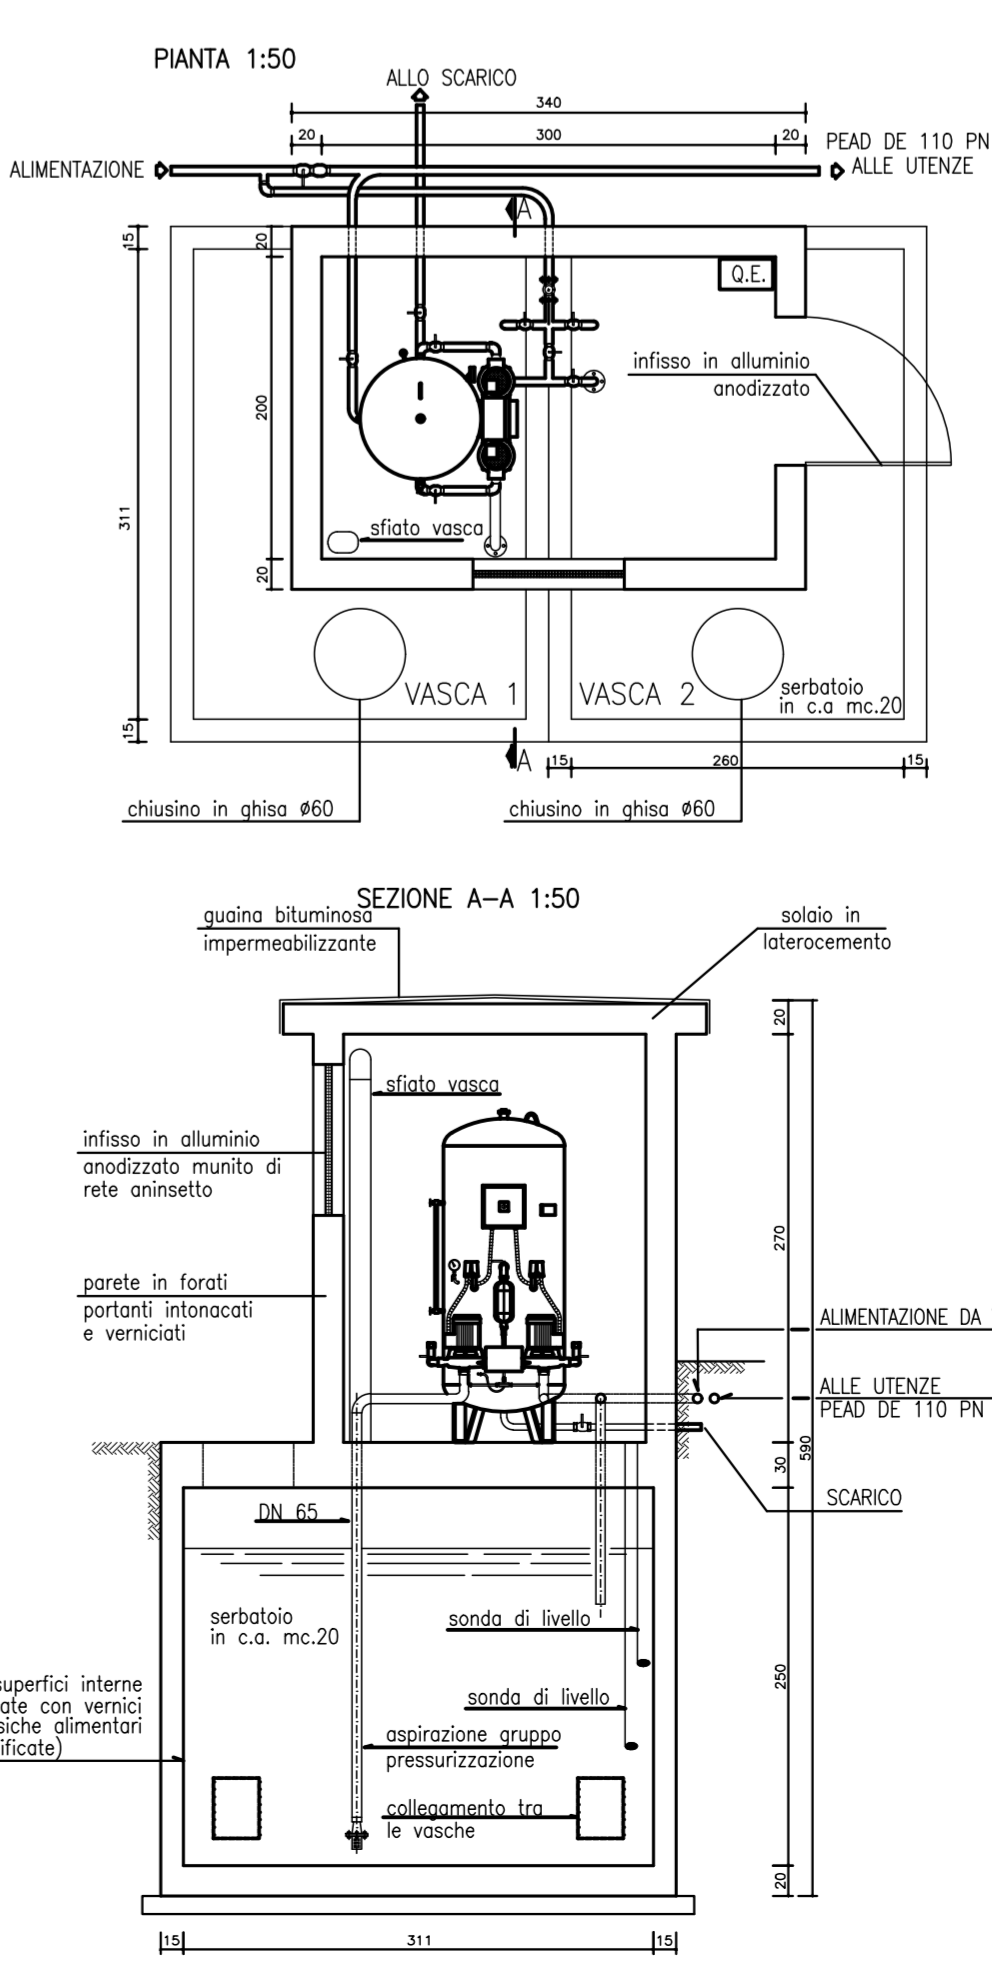 PIANTA 1:50
ALLO SCARICO
340
20
300
20
PEAD DE 110 PN
ALIMENTAZIONE
ALLE UTENZE
A
15
20
Q.E.
infisso in alluminio
anodizzato
200
311
sfiato vasca
20
VASCA 1
VASCA 2
serbatoio
in c.a mc.20
15
A
15
260
15
chiusino in ghisa ø60
chiusino in ghisa ø60
SEZIONE A-A 1:50
guaina bituminosa
impermeabilizzante
solaio in
laterocemento
20
sfiato vasca
infisso in alluminio
anodizzato munito di
rete aninsetto
270
parete in forati
portanti intonacati
e verniciati
ALIMENTAZIONE DA
ALLE UTENZE
PEAD DE 110 PN
590
30
SCARICO
DN 65
serbatoio
in c.a. mc.20
sonda di livello
250
superfici interne
ate con vernici
siche alimentari
ificate)
sonda di livello
aspirazione gruppo
pressurizzazione
collegamento tra
le vasche
20
15
311
15